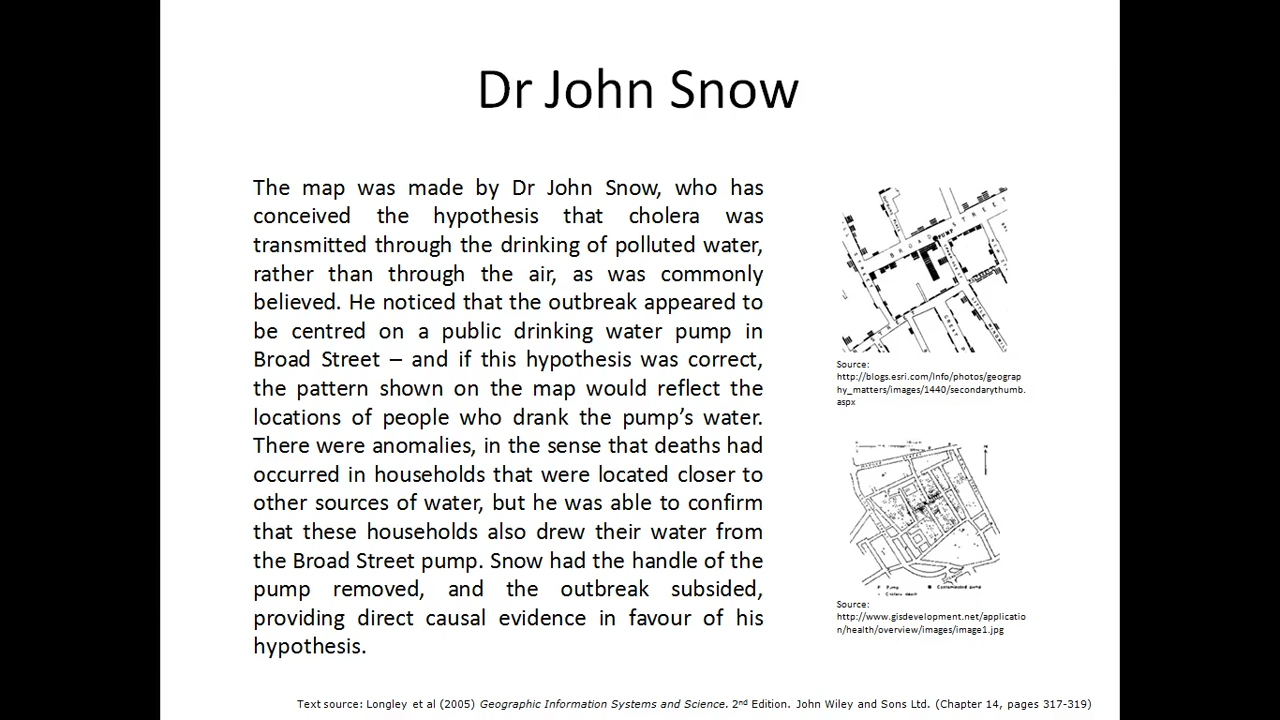 Dr John Snow
The map was made by Dr John Snow, who has
conceived the hypothesis that cholera was
transmitted through the drinking of polluted water,
rather than through the air, as was commonly
believed. He noticed that the outbreak appeared to
be centred on a public drinking water pump in
Broad Street – and if this hypothesis was correct,
the pattern shown on the map would reflect the
locations of people who drank the pump’s water.
There were anomalies, in the sense that deaths had
occurred in households that were located closer to
other sources of water, but he was able to confirm
that these households also drew their water from
the Broad Street pump. Snow had the handle of the
pump removed, and the outbreak subsided,
providing direct causal evidence in favour of his
hypothesis.
BROAD STREET
PUMP
Source:
http://blogs.esri.com/Info/photos/geograp
hy_matters/images/1440/secondarythumb.
aspx
Pump
Contaminated pump
Cholera death
Source:
http://www.gisdevelopment.net/applicatio
n/health/overview/images/image1.jpg
Text source: Longley et al (2005) Geographic Information Systems and Science. 2nd Edition. John Wiley and Sons Ltd. (Chapter 14, pages 317-319)